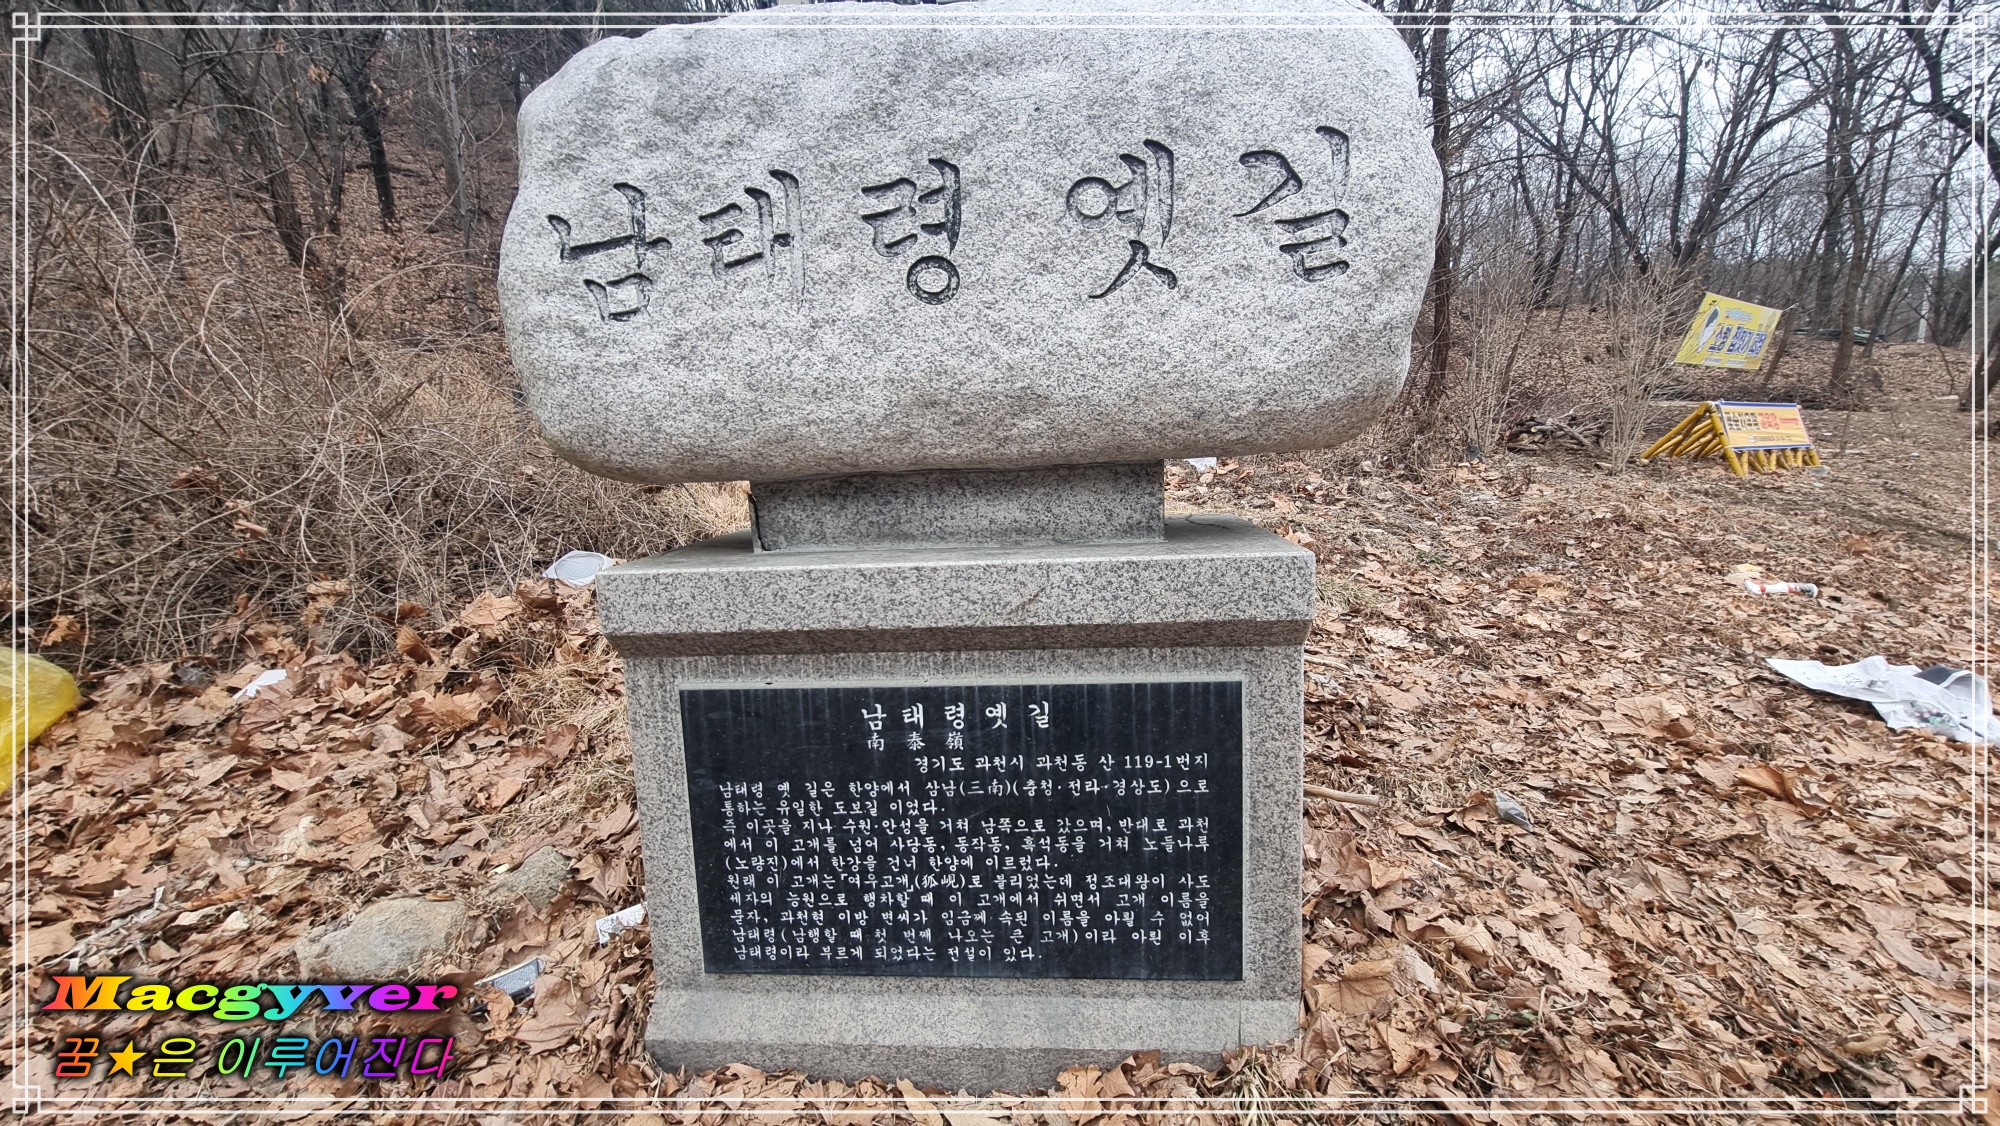 남태령 옛길
남태령옛길
南泰嶺
경기도 과천시 과천동 산 119-1번지
남태령 옛 길은 한양에서 삼남(三南)(충청·전라·경상도)으로
통하는 유일한 도보길 이었다.
즉 이곳을 지나 수원·안성을 거쳐 남쪽으로 갔으며, 반대로 과천
에서 이 고개를 넘어 사당동, 동작동, 흑석동을 거쳐 노들나루
(노량진)에서 한강을 건너 한양에 이르렀다.
원래 이 고개는「여우고개」(狐峴)로 불리었는데 정조대왕이 사도
세자의 능원으로 행차할 때 이 고개에서 쉬면서 고개 이름을
묻자, 과천현 이방 변씨가 임금께 속된 이름을 아뢸 수 없어
남태령(남행할 때 첫 번째 나오는 큰 고개)이라 아뢴 이후
남태령이라 부르게 되었다는 전설이 있다.
Macgyver
꿈★은 이루어진다